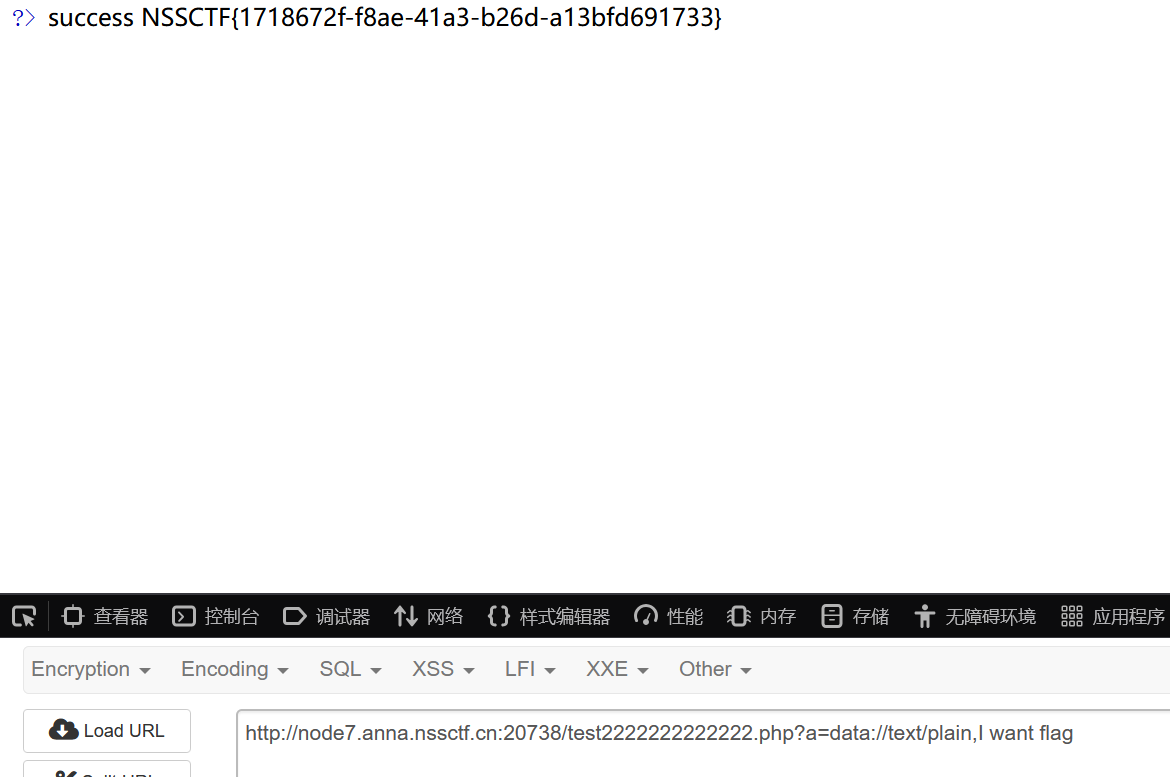 ?> success NSSCTF{1718672f-f8ae-41a3-b26d-a13bfd691733}
查看器 控制台 调试器 网络 样式编辑器 性能 内存 存储 无障碍环境 应用程序
Encryption Encoding SQL XSS LFI XXE Other
Load URL http://node7.anna.nssctf.cn:20738/test2222222222222.php?a=data://text/plain,I want flag